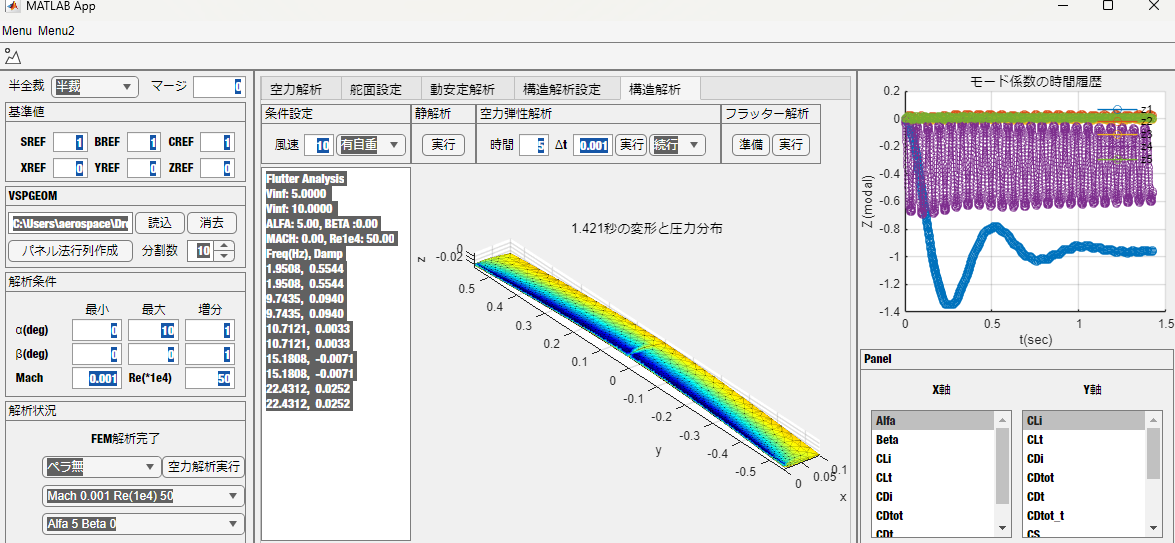 MATLAB App
Menu Menu2
半全裁 半裁 マージ 0
基準値
SREF 1 BREF 1 CREF 1
XREF 0 YREF 0 ZREF 0
VSPGEOM
C:\Users\aerospace\Dro 読込 消去
パネル法行列作成 分割数 10
解析条件
最小 最大 増分
α(deg) 0 10 1
β(deg) 0 0 1
Mach 0.001 Re(*1e4) 50
解析状況
FEM解析完了
ペラ無 空力解析実行
Mach 0.001 Re(1e4) 50
Alfa 5 Beta 0
空力解析 舵面設定 動安定解析 構造解析設定 構造解析
条件設定 静解析 空力弾性解析 フラッター解析
風速 10 有自重 実行 時間 5 Δt 0.001 実行 続行 準備 実行
Flutter Analysis
Vinf: 5.0000
Vinf: 10.0000
ALFA: 5.00, BETA :0.00
MACH: 0.00, Re1e4: 50.00
Freq(Hz), Damp
1.9508, 0.5544
1.9508, 0.5544
9.7435, 0.0940
9.7435, 0.0940
10.7121, 0.0033
10.7121, 0.0033
15.1808, -0.0071
15.1808, -0.0071
22.4312, 0.0252
22.4312, 0.0252
1.421秒の変形と圧力分布
z
0
-0.02
0.5
0.4
0.3
0.2
0.1
0
-0.1
-0.2
-0.3
-0.4
-0.5
y
0
0.05
0.1
x
モード係数の時間履歴
0.2
0
-0.2
-0.4
-0.6
-0.8
-1
-1.2
-1.4
Z(modal)
z1
z2
z3
z4
z5
0 0.5 1 1.5
t(sec)
Panel
X軸 Y軸
Alfa
Beta
CLi
CLt
CDi
CDtot
CDt
CLi
CLt
CDi
CDtot
CDt
CDtot_t
CS